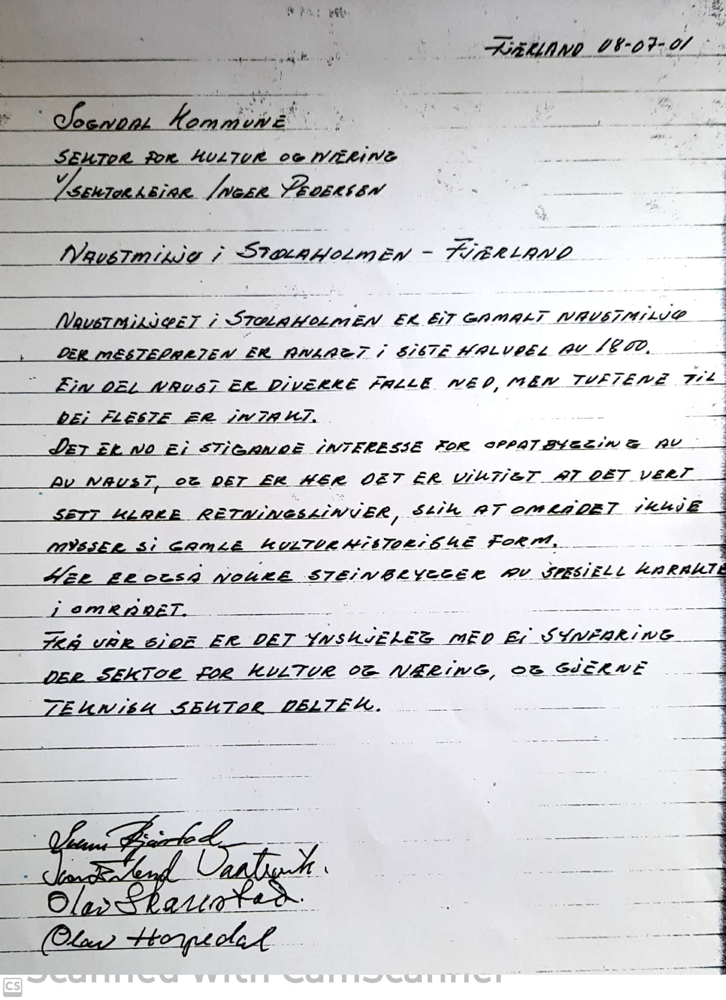 FJÆRLAND 08-07-01
SOGNDAL KOMMUNE
SEKTOR FOR KULTUR OG NÆRING
V/SEKTORLEIAR INGER PEDERSEN
NAUSTMILJØ I STØLAHOLMEN - FJÆRLAND
NAUSTMILJØET I STØLAHOLMEN ER EIT GAMALT NAUSTMILJØ
DER MESTEPARTEN ER ANLAGT I SISTE HALVDEL AV 1800.
EIN DEL NAUST ER DIVERRE FALLE NED, MEN TUFTENE TIL
DEI FLESTE ER INTAKT.
DET ER NO EI STIGANDE INTERESSE FOR OPPATBYGGING AV
AV NAUST, OG DET ER HER DET ER VIKTIGT AT DET VERT
SETT KLARE RETNINGSLINJER, SLIK AT OMRÅDET IKKJE
MYSSER SI GAMLE KULTURHISTORISKE FORM.
HER ER OGSÅ NOKRE STEINBRYGGER AV SPESIELL KARAKTE
I OMRÅDET.
FRÅ VÅR SIDE ER DET YNSKJELEG MED EI SYNFARING
DER SEKTOR FOR KULTUR OG NÆRING, OG GJERNE
TEKNISK SEKTOR DELTEK.
Olav Skarestad.
Olav Horpedal
CS Scanned with CamScanner